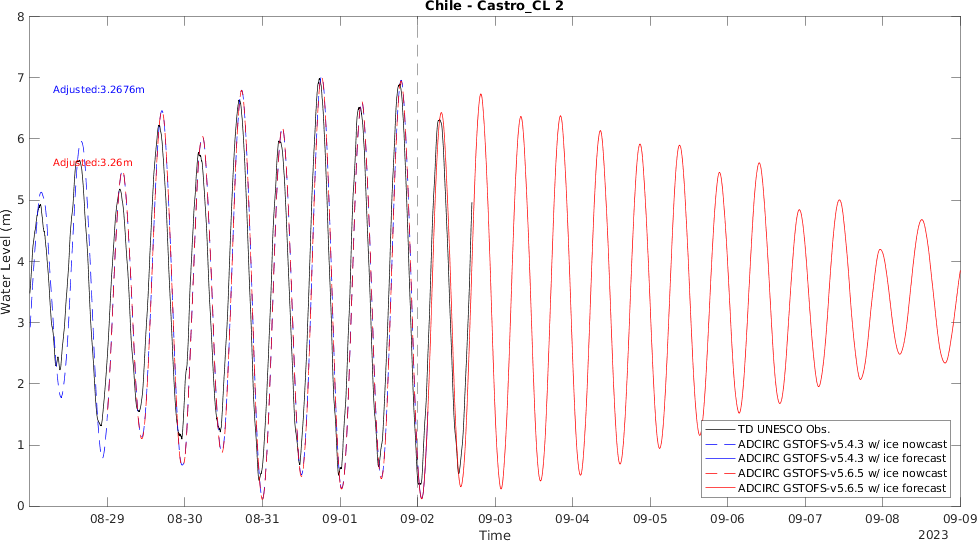 Chile - Castro_CL 2
8
7
6
5
4
3
2
1
0
Water Level (m)
Adjusted:3.2676m
Adjusted:3.26m
TD UNESCO Obs.
ADCIRC GSTOFS-v5.4.3 w/ ice nowcast
ADCIRC GSTOFS-v5.4.3 w/ ice forecast
ADCIRC GSTOFS-v5.6.5 w/ ice nowcast
ADCIRC GSTOFS-v5.6.5 w/ ice forecast
08-29 08-30 08-31 09-01 09-02 09-03 09-04 09-05 09-06 09-07 09-08 09-09
Time
2023